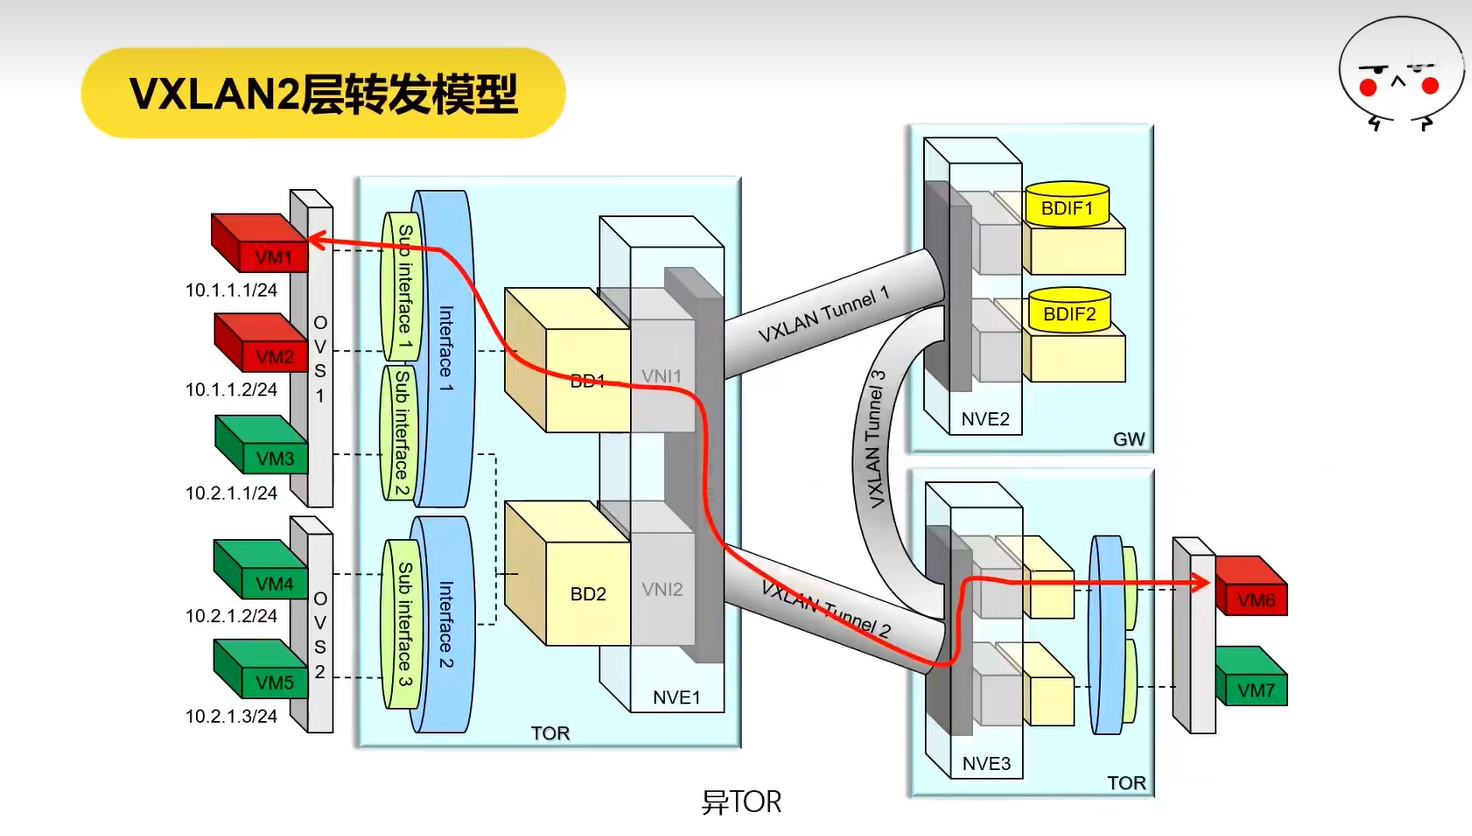 VXLAN2层转发模型
VM1
10.1.1.1/24
VM2
10.1.1.2/24
VM3
10.2.1.1/24
VM4
10.2.1.2/24
VM5
10.2.1.3/24
OVS1
OVS2
Sub interface 1
Sub interface 2
Interface 1
Sub interface 3
Interface 2
BD1
VNI1
BD2
VNI2
NVE1
TOR
VXLAN Tunnel 1
VXLAN Tunnel 3
VXLAN Tunnel 2
BDIF1
BDIF2
NVE2
GW
NVE3
TOR
VM6
VM7
异TOR